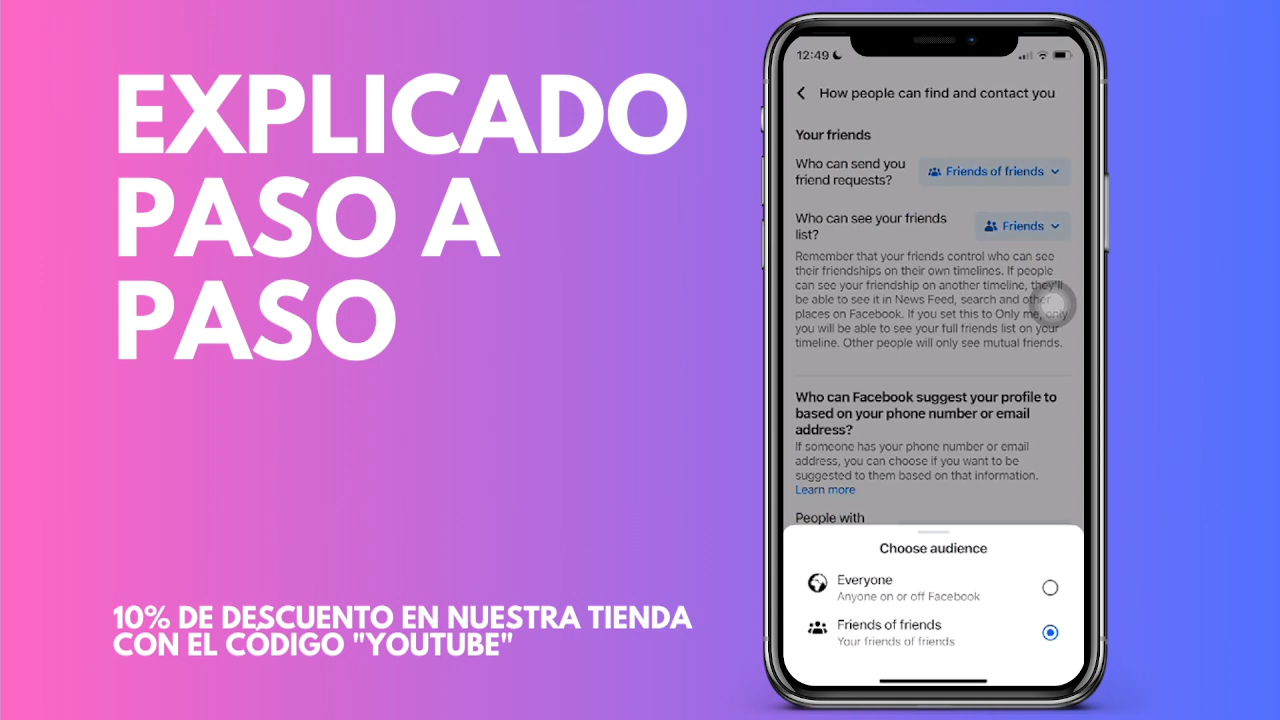 EXPLICADO
PASO A
PASO
10% DE DESCUENTO EN NUESTRA TIENDA
CON EL CÓDIGO "YOUTUBE"
12:49
How people can find and contact you
Your friends
Who can send you
friend requests?
Friends of friends
Who can see your friends
list?
Friends
Remember that your friends control who can see
their friendships on their own timelines. If people
can see your friendship on another timeline, they'll
be able to see it in News Feed, search and other
places on Facebook. If you set this to Only me, only
you will be able to see your full friends list on your
timeline. Other people will only see mutual friends.
Who can Facebook suggest your profile to
based on your phone number or email
address?
If someone has your phone number or email
address, you can choose if you want to be
suggested to them based on that information.
Learn more
People with
Choose audience
Everyone
Anyone on or off Facebook
Friends of friends
Your friends of friends